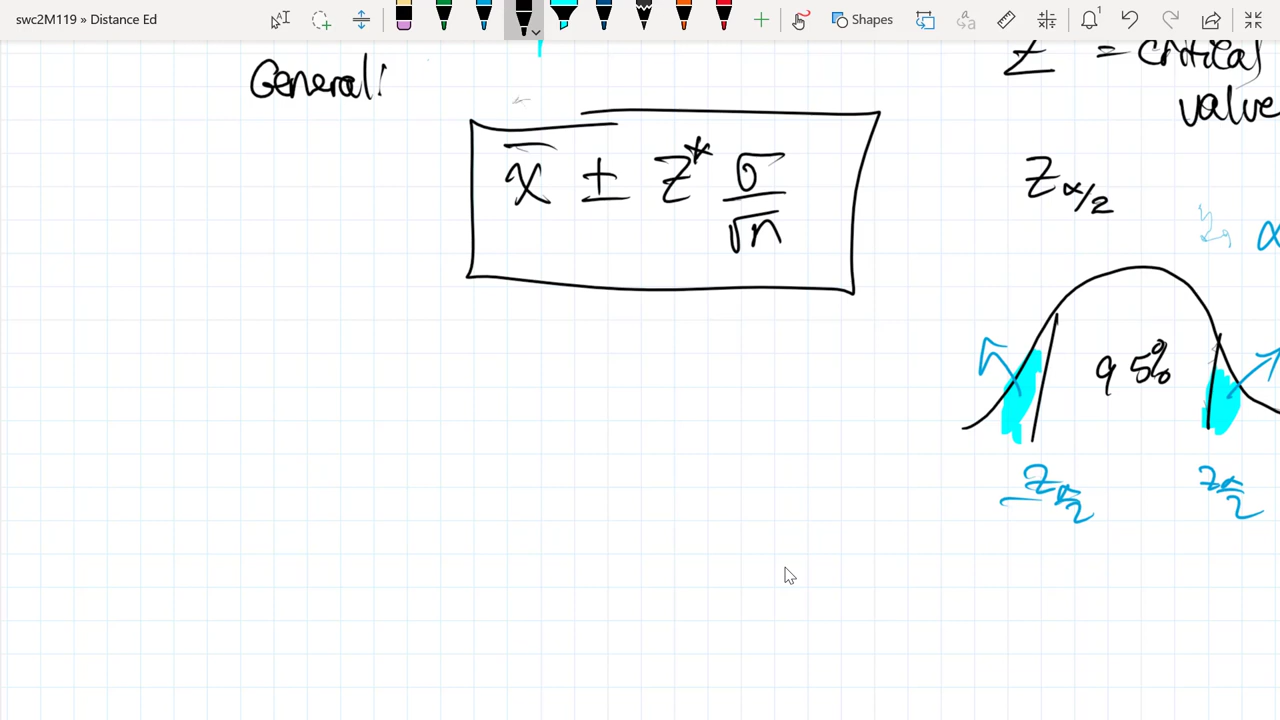 swc2M119 » Distance Ed
Shapes
General:
x̄ ± z* σ/√n
z = critical
value
z α/2
α
95%
-z α/2
z α/2